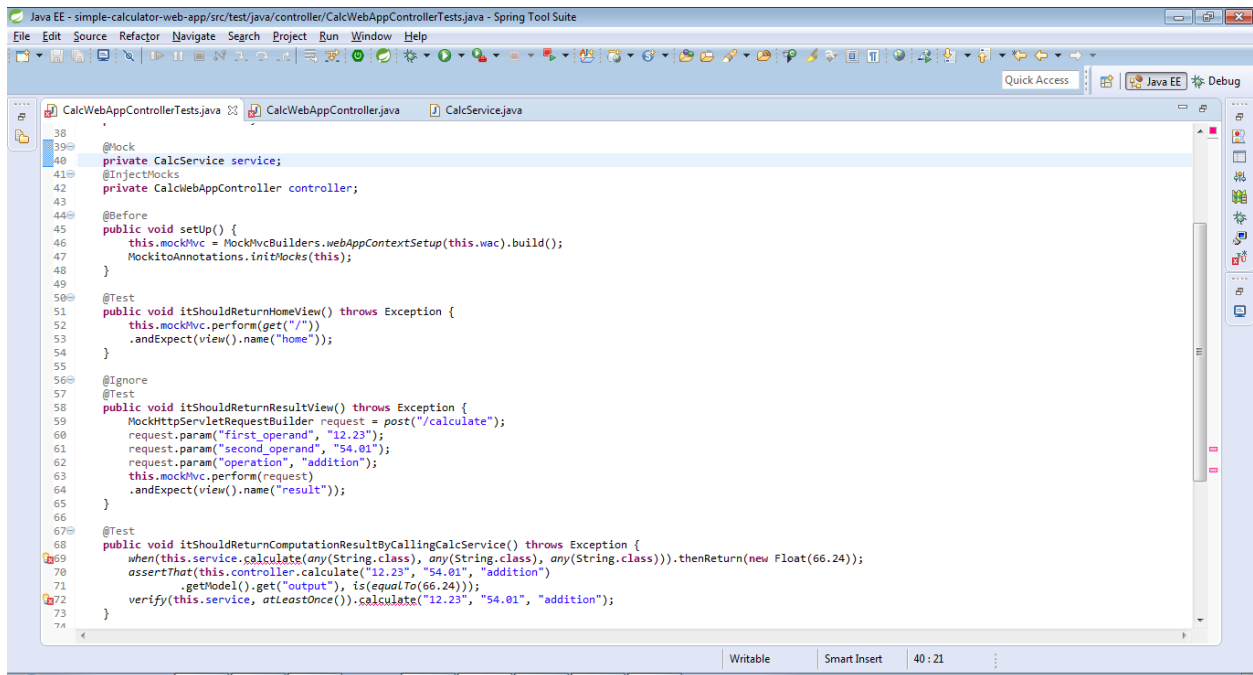 Java EE - simple-calculator-web-app/src/test/java/controller/CalcWebAppControllerTests.java - Spring Tool Suite
File Edit Source Refactor Navigate Search Project Run Window Help
Quick Access Java EE Debug
CalcWebAppControllerTests.java CalcWebAppController.java CalcService.java
38
39 @Mock
40 private CalcService service;
41 @InjectMocks
42 private CalcWebAppController controller;
43
44 @Before
45 public void setUp() {
46 this.mockMvc = MockMvcBuilders.webAppContextSetup(this.wac).build();
47 MockitoAnnotations.initMocks(this);
48 }
49
50 @Test
51 public void itShouldReturnHomeView() throws Exception {
52 this.mockMvc.perform(get("/"))
53 .andExpect(view().name("home"));
54 }
55
56 @Ignore
57 @Test
58 public void itShouldReturnResultView() throws Exception {
59 MockHttpServletRequestBuilder request = post("/calculate");
60 request.param("first_operand", "12.23");
61 request.param("second_operand", "54.01");
62 request.param("operation", "addition");
63 this.mockMvc.perform(request)
64 .andExpect(view().name("result"));
65 }
66
67 @Test
68 public void itShouldReturnComputationResultByCallingCalcService() throws Exception {
69 when(this.service.calculate(any(String.class), any(String.class), any(String.class))).thenReturn(new Float(66.24));
70 assertThat(this.controller.calculate("12.23", "54.01", "addition")
71 .getModel().get("output"), is(equalTo(66.24)));
72 verify(this.service, atLeastOnce()).calculate("12.23", "54.01", "addition");
73 }
74
Writable Smart Insert 40 : 21